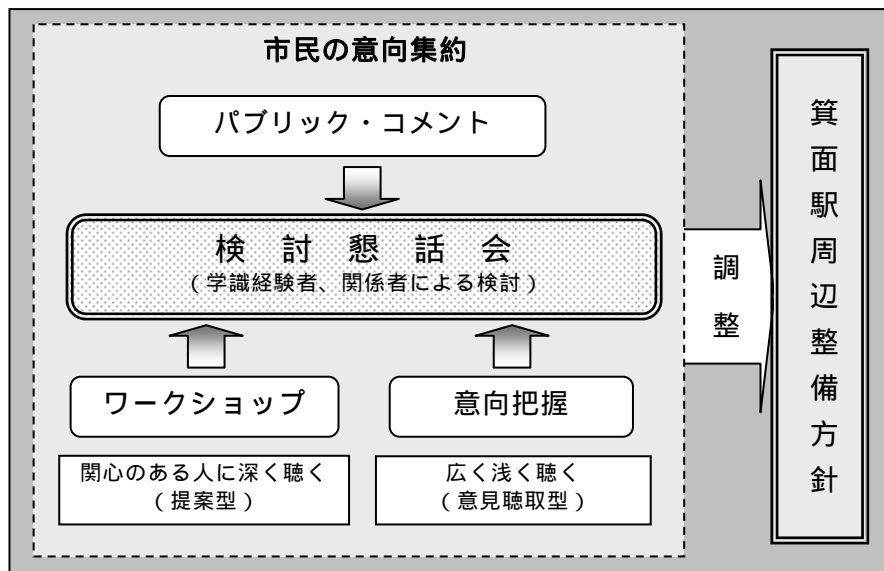 市民の意向集約
パブリック・コメント
検討懇話会
(学識経験者、関係者による検討)
ワークショップ
意向把握
関心のある人に深く聴く
(提案型)
広く浅く聴く
(意見聴取型)
調整
箕面駅周辺整備方針